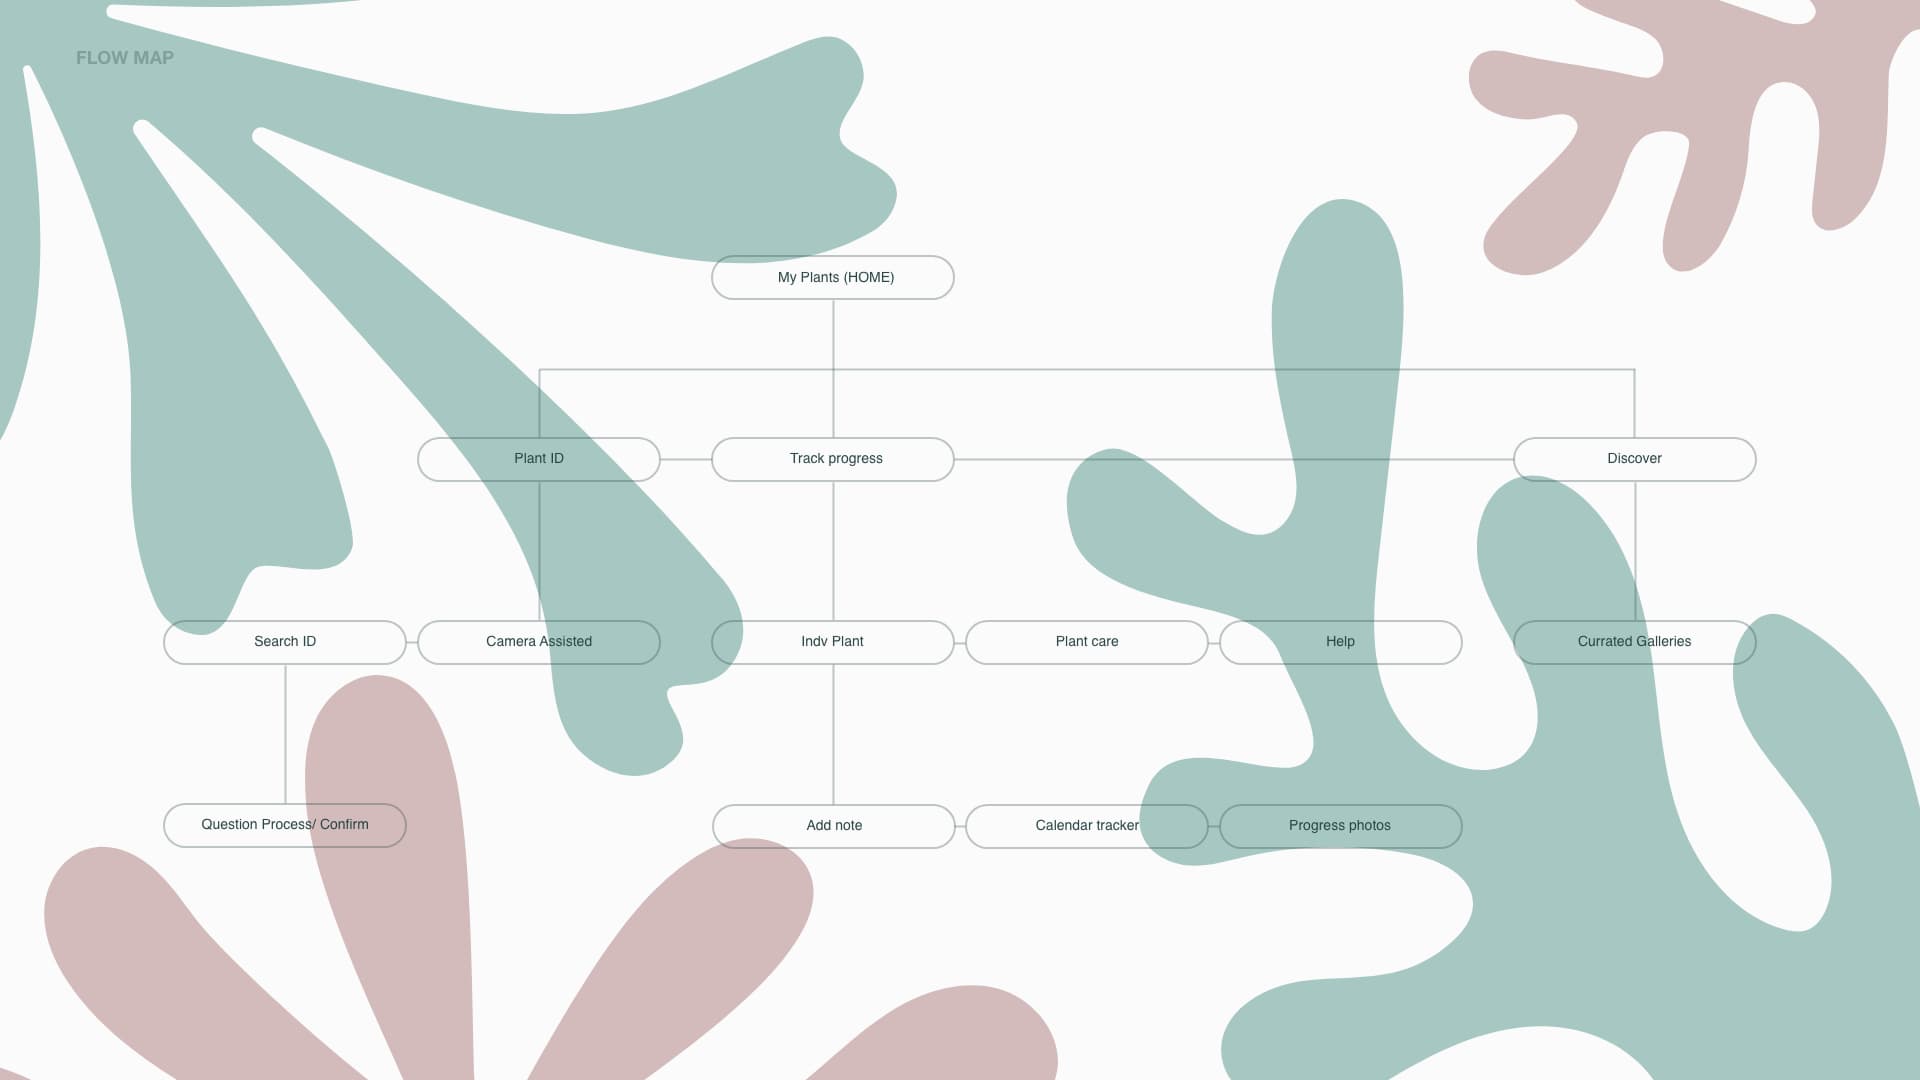 FLOW MAP
My Plants (HOME)
Plant ID
Track progress
Discover
Search ID
Camera Assisted
Indv Plant
Plant care
Help
Currated Galleries
Question Process/ Confirm
Add note
Calendar tracker
Progress photos